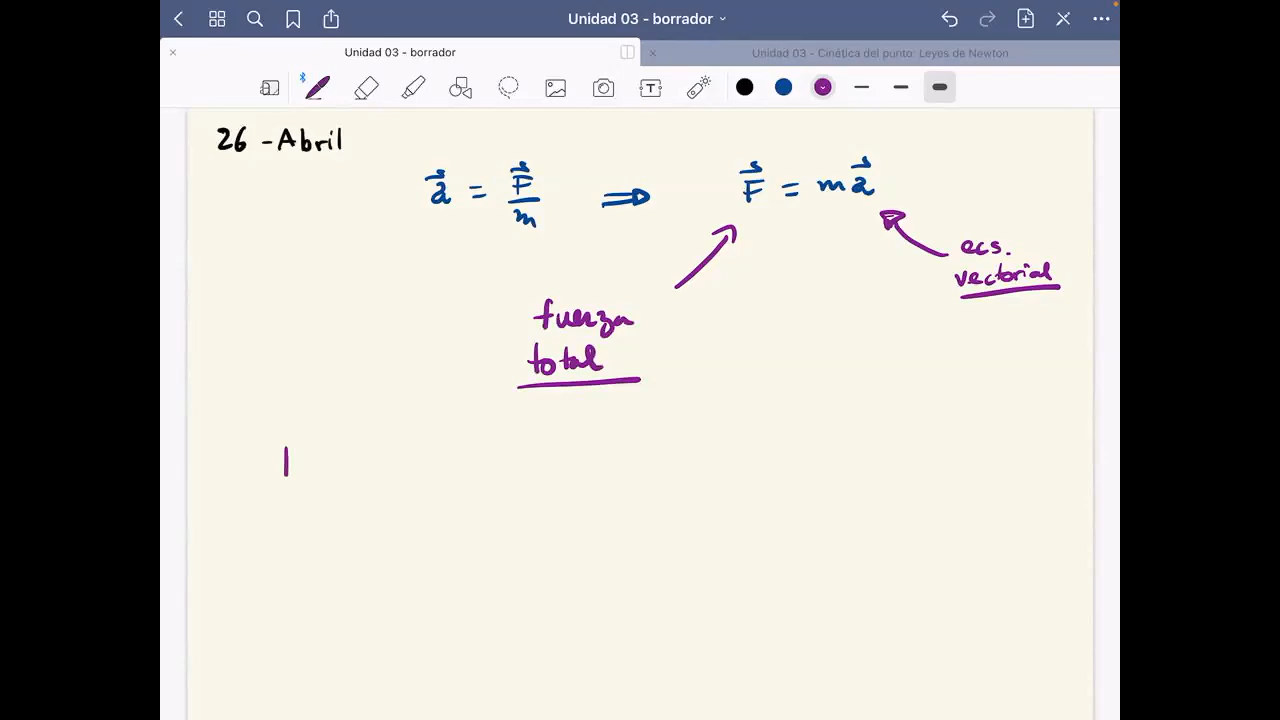 Unidad 03 - borrador
Unidad 03 - borrador
Unidad 03 - Cinética del punto: Leyes de Newton
26 - Abril
a⃗ = F⃗/m ⇒ F⃗ = m a⃗
ecs.
vectorial
fuerza
total